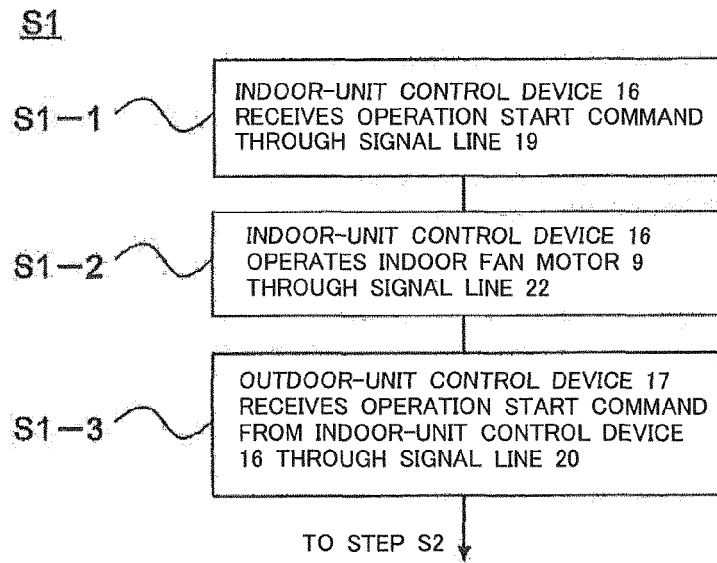 S1
S1-1
INDOOR-UNIT CONTROL DEVICE 16
RECEIVES OPERATION START COMMAND
THROUGH SIGNAL LINE 19
S1-2
INDOOR-UNIT CONTROL DEVICE 16
OPERATES INDOOR FAN MOTOR 9
THROUGH SIGNAL LINE 22
S1-3
OUTDOOR-UNIT CONTROL DEVICE 17
RECEIVES OPERATION START COMMAND
FROM INDOOR-UNIT CONTROL DEVICE
16 THROUGH SIGNAL LINE 20
TO STEP S2